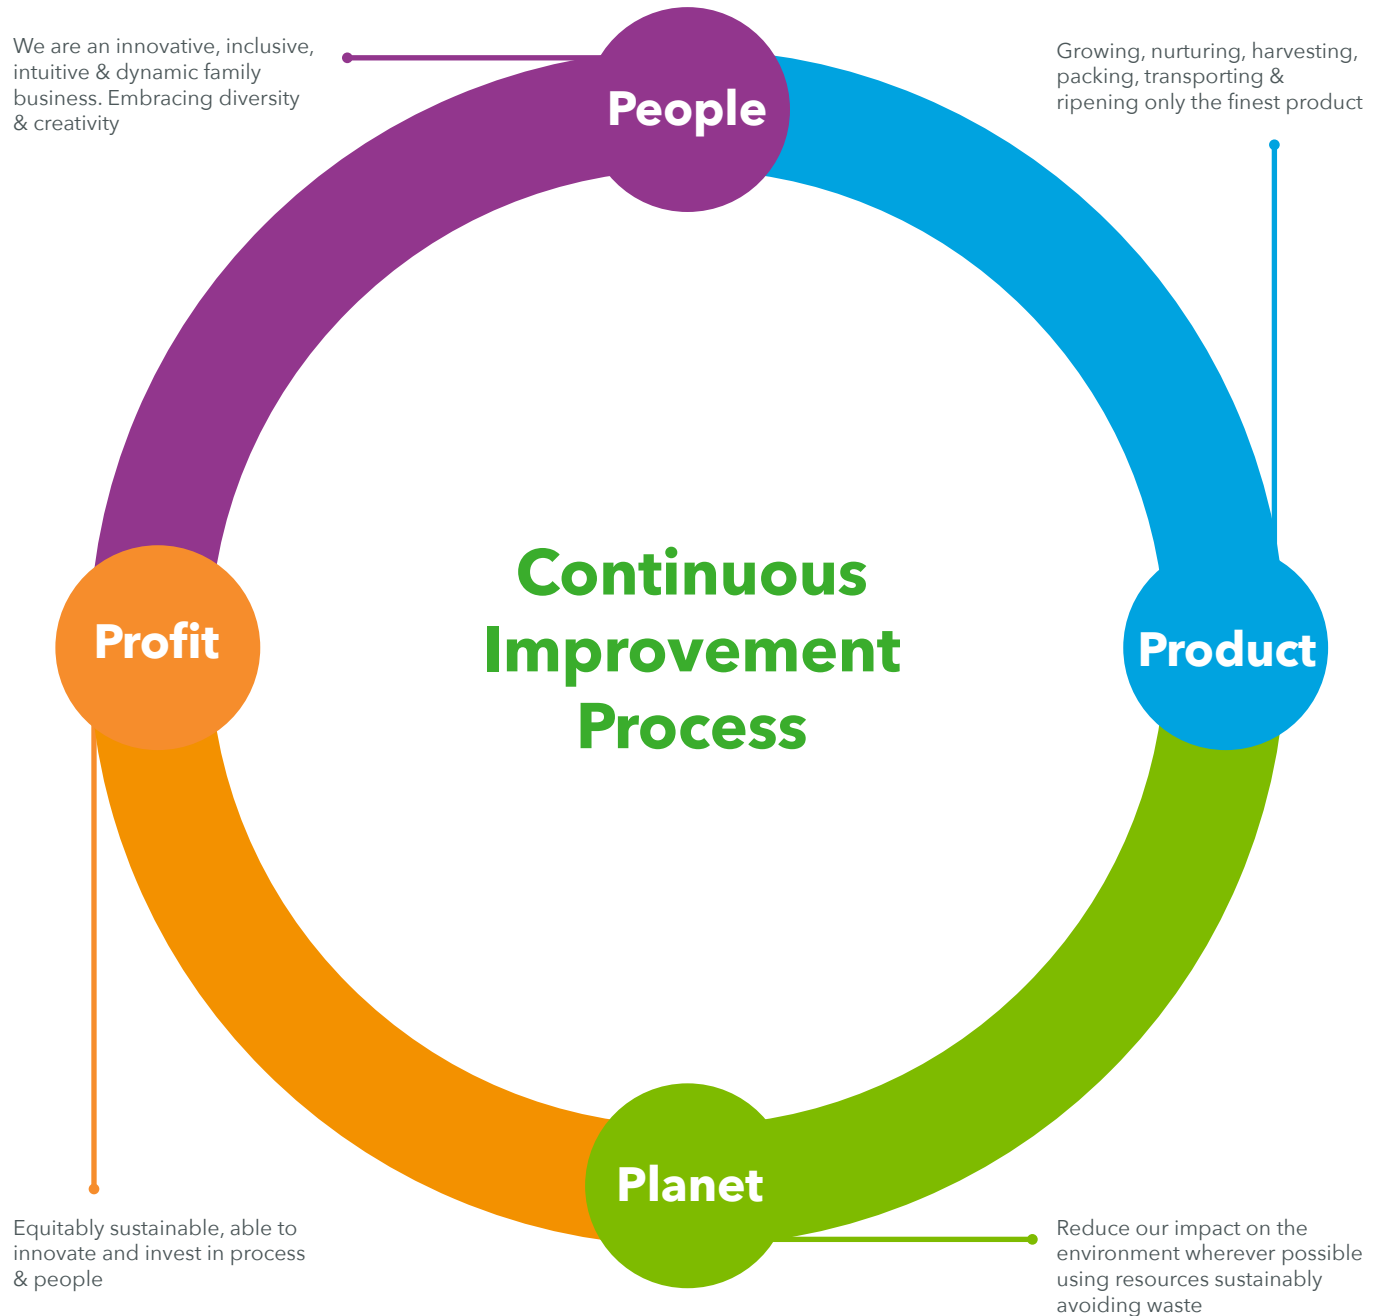 We are an innovative, inclusive,
intuitive & dynamic family
business. Embracing diversity
& creativity
People
Growing, nurturing, harvesting,
packing, transporting &
ripening only the finest product
Profit
Continuous
Improvement
Process
Product
Planet
Equitably sustainable, able to
innovate and invest in process
& people
Reduce our impact on the
environment wherever possible
using resources sustainably
avoiding waste